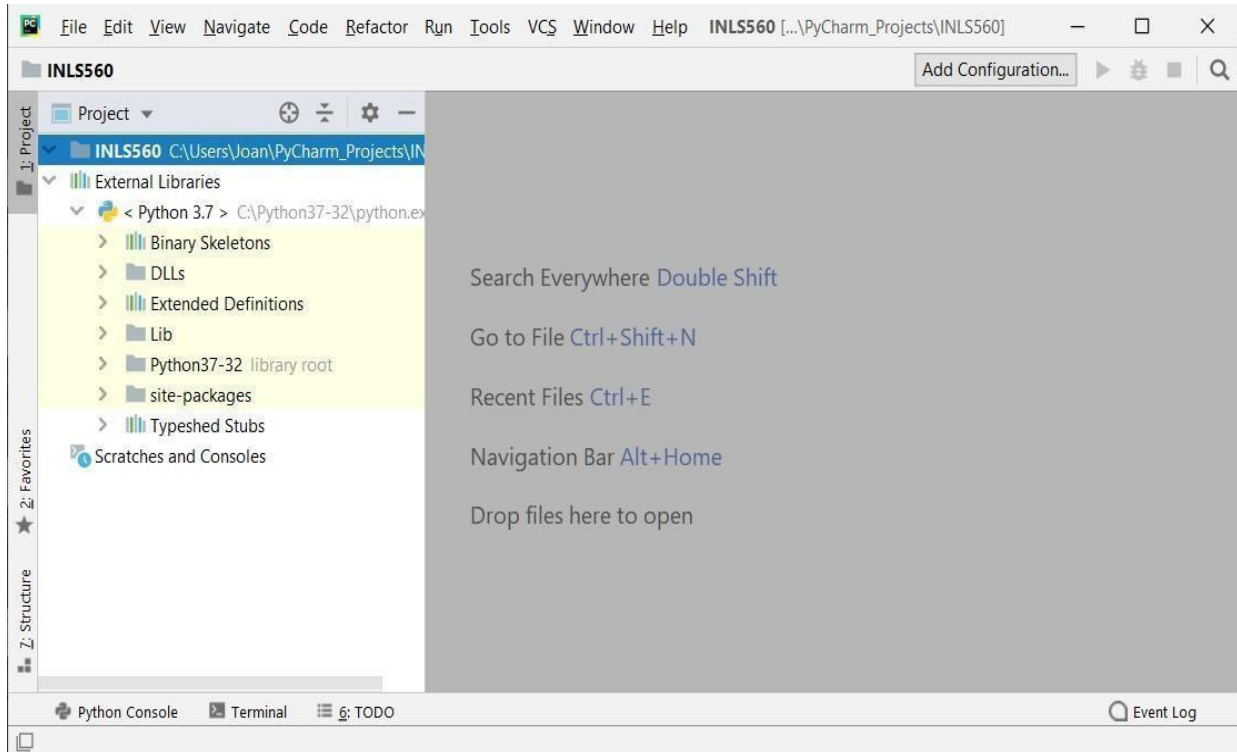 PC File Edit View Navigate Code Refactor Run Tools VCS Window Help INLS560 [...\PyCharm_Projects\INLS560]
INLS560 Add Configuration...
1: Project
Project
INLS560 C:\Users\Joan\PyCharm_Projects\IN
External Libraries
< Python 3.7 > C:\Python37-32\python.ex
Binary Skeletons
DLLs
Extended Definitions
Lib
Python37-32 library root
site-packages
Typeshed Stubs
Scratches and Consoles
2: Favorites
7: Structure
Search Everywhere Double Shift
Go to File Ctrl+Shift+N
Recent Files Ctrl+E
Navigation Bar Alt+Home
Drop files here to open
Python Console Terminal 6: TODO Event Log